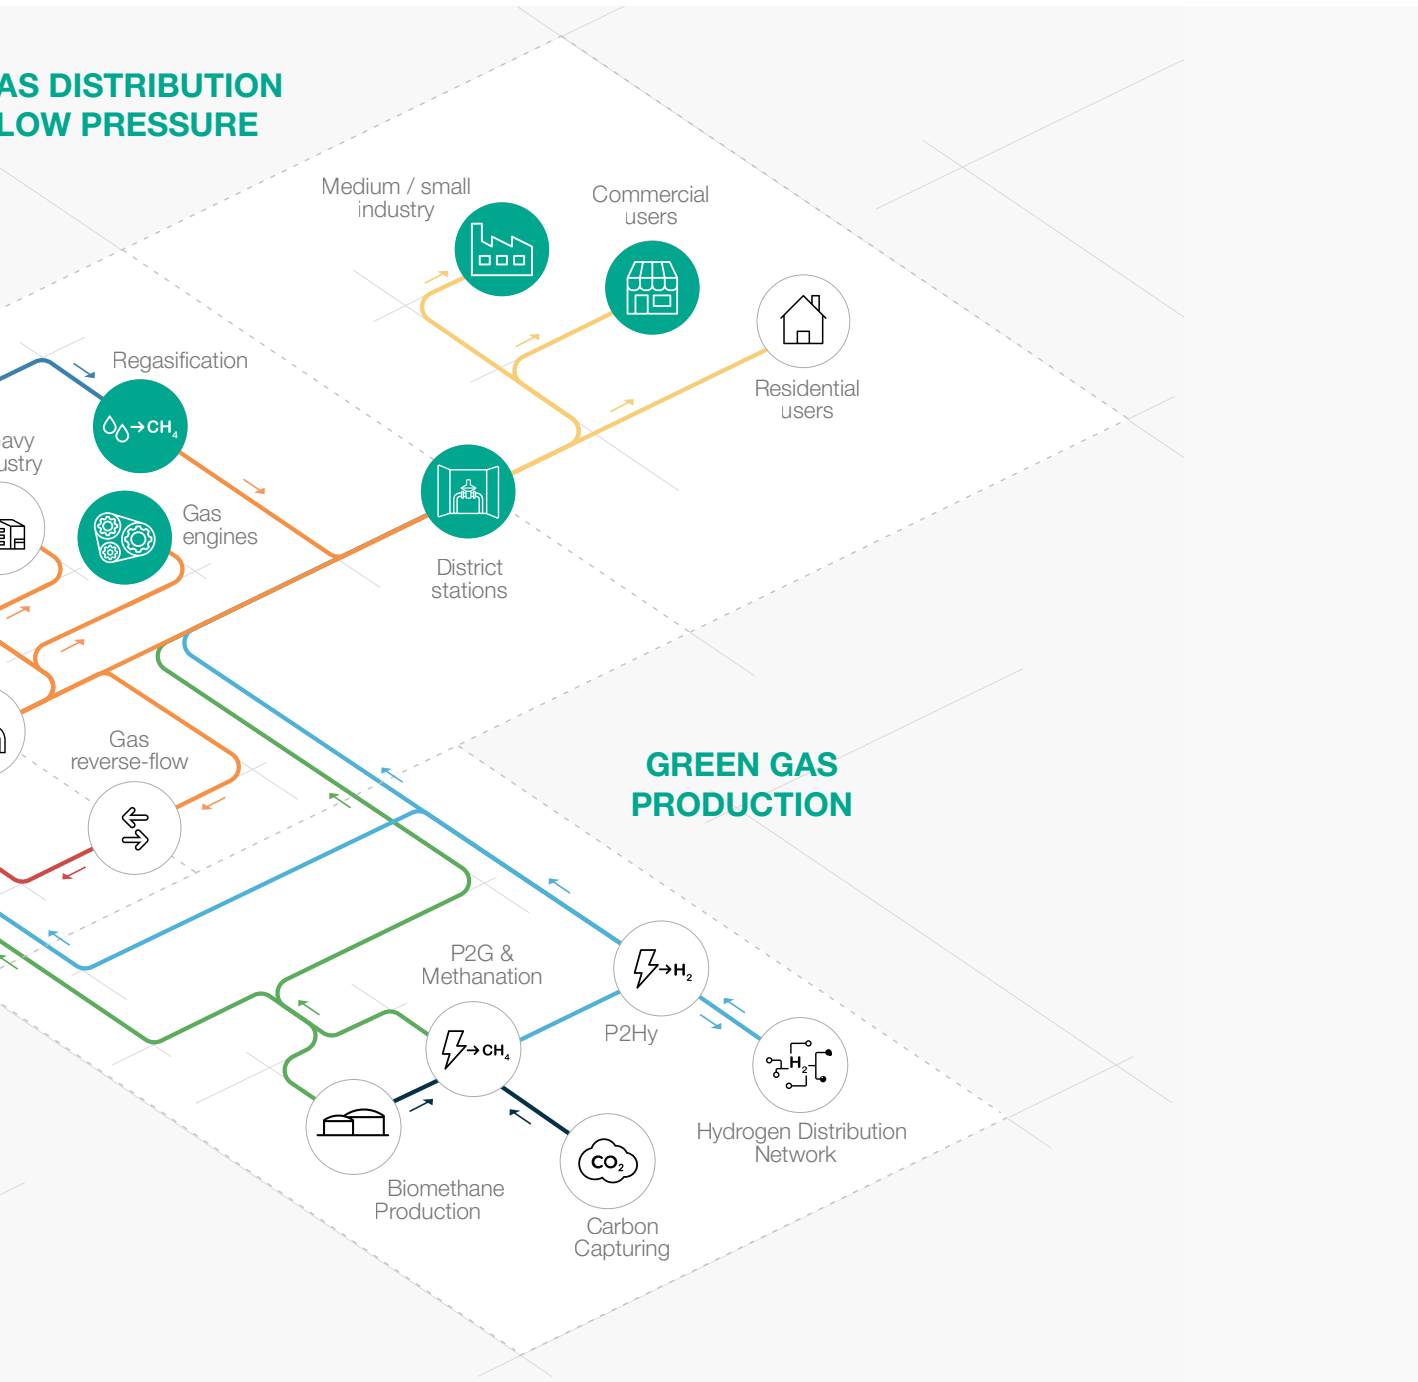 AS DISTRIBUTION
LOW PRESSURE
Medium / small
industry
Commercial
users
Residential
users
Regasification
→CH4
avy
ustry
Gas
engines
District
stations
Gas
reverse-flow
GREEN GAS
PRODUCTION
P2G &
Methanation
→CH4
→H2
P2Hy
H2
Hydrogen Distribution
Network
Biomethane
Production
CO2
Carbon
Capturing